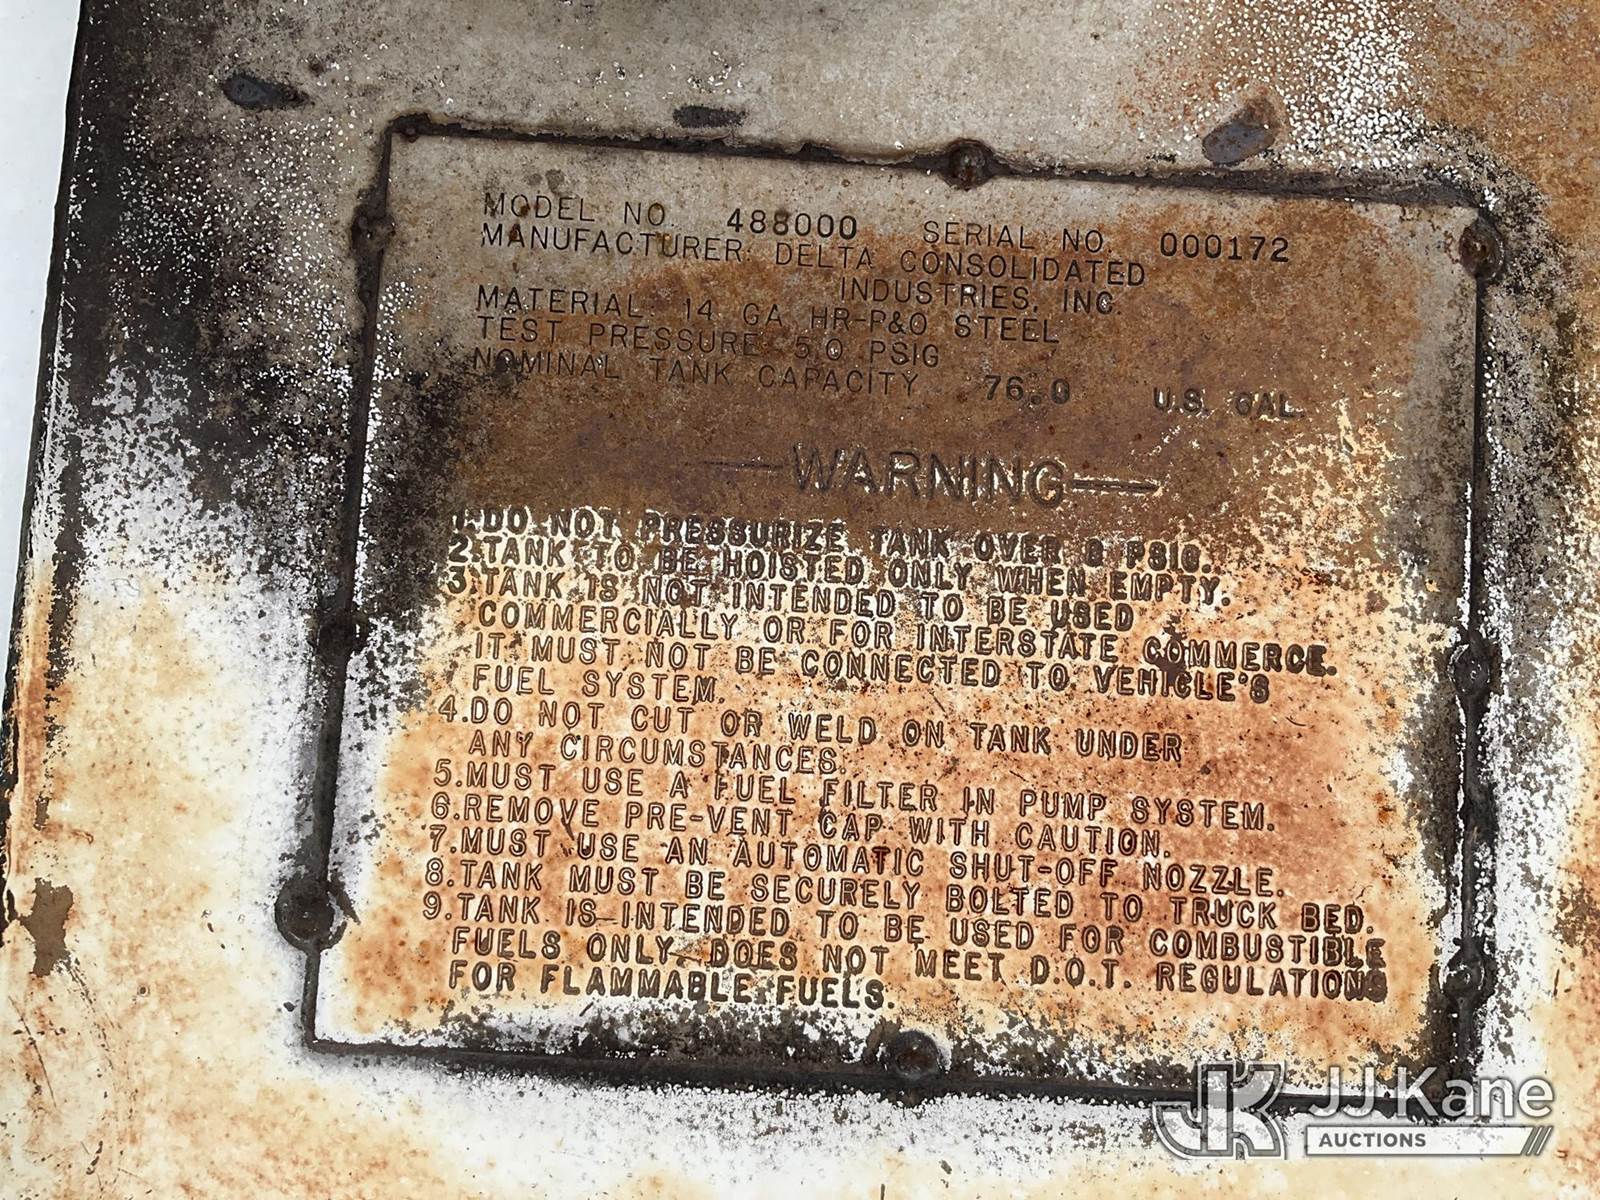 MODEL NO. 488000 SERIAL NO. 000172
MANUFACTURER: DELTA CONSOLIDATED
INDUSTRIES, INC.
MATERIAL: 14 GA HR-P&O STEEL
TEST PRESSURE 5.0 PSIG
NOMINAL TANK CAPACITY 76.0 U.S. GAL.
—WARNING—
1.DO NOT PRESSURIZE TANK OVER PSIG.
2.TANK TO BE HOISTED ONLY WHEN EMPTY.
3.TANK IS NOT INTENDED TO BE USED
COMMERCIALLY OR FOR INTERSTATE COMMERCE.
IT MUST NOT BE CONNECTED TO VEHICLE'S
FUEL SYSTEM.
4.DO NOT CUT OR WELD ON TANK UNDER
ANY CIRCUMSTANCES.
5.MUST USE A FUEL FILTER IN PUMP SYSTEM.
6.REMOVE PRE-VENT CAP WITH CAUTION.
7.MUST USE AN AUTOMATIC SHUT-OFF NOZZLE.
8.TANK MUST BE SECURELY BOLTED TO TRUCK BED.
9.TANK IS INTENDED TO BE USED FOR COMBUSTIBLE
FUELS ONLY. DOES NOT MEET D.O.T. REGULATIONS
FOR FLAMMABLE FUELS.
JK JJ Kane
AUCTIONS